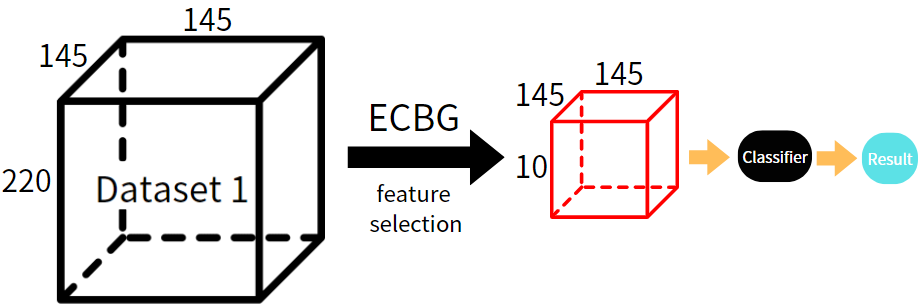 145
145
220
Dataset 1
ECBG
feature
selection
145
145
10
Classifier
Result